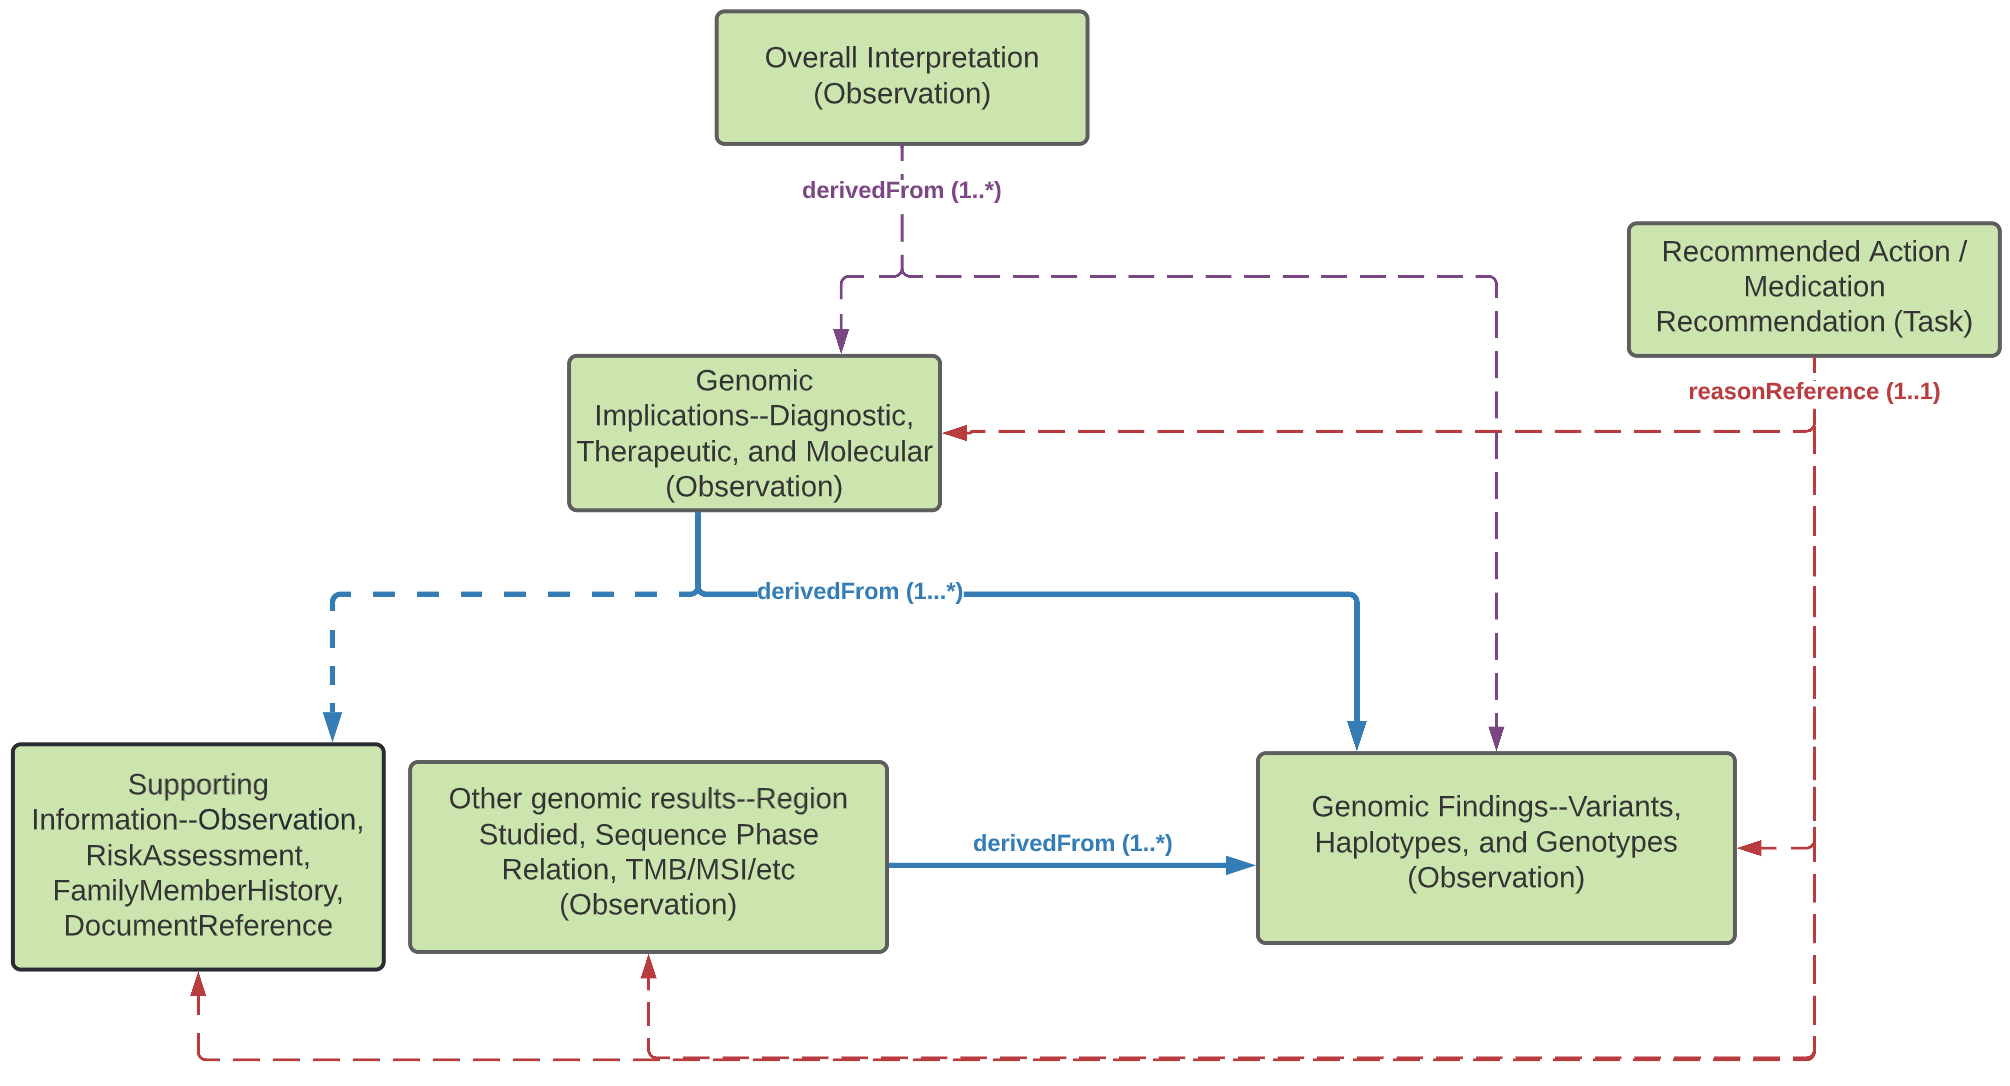 Overall Interpretation
(Observation)
derivedFrom (1..*)
Recommended Action /
Medication
Recommendation (Task)
reasonReference (1..1)
Genomic
Implications--Diagnostic,
Therapeutic, and Molecular
(Observation)
derivedFrom (1...*)
Supporting
Information--Observation,
RiskAssessment,
FamilyMemberHistory,
DocumentReference
Other genomic results--Region
Studied, Sequence Phase
Relation, TMB/MSI/etc
(Observation)
derivedFrom (1..*)
Genomic Findings--Variants,
Haplotypes, and Genotypes
(Observation)